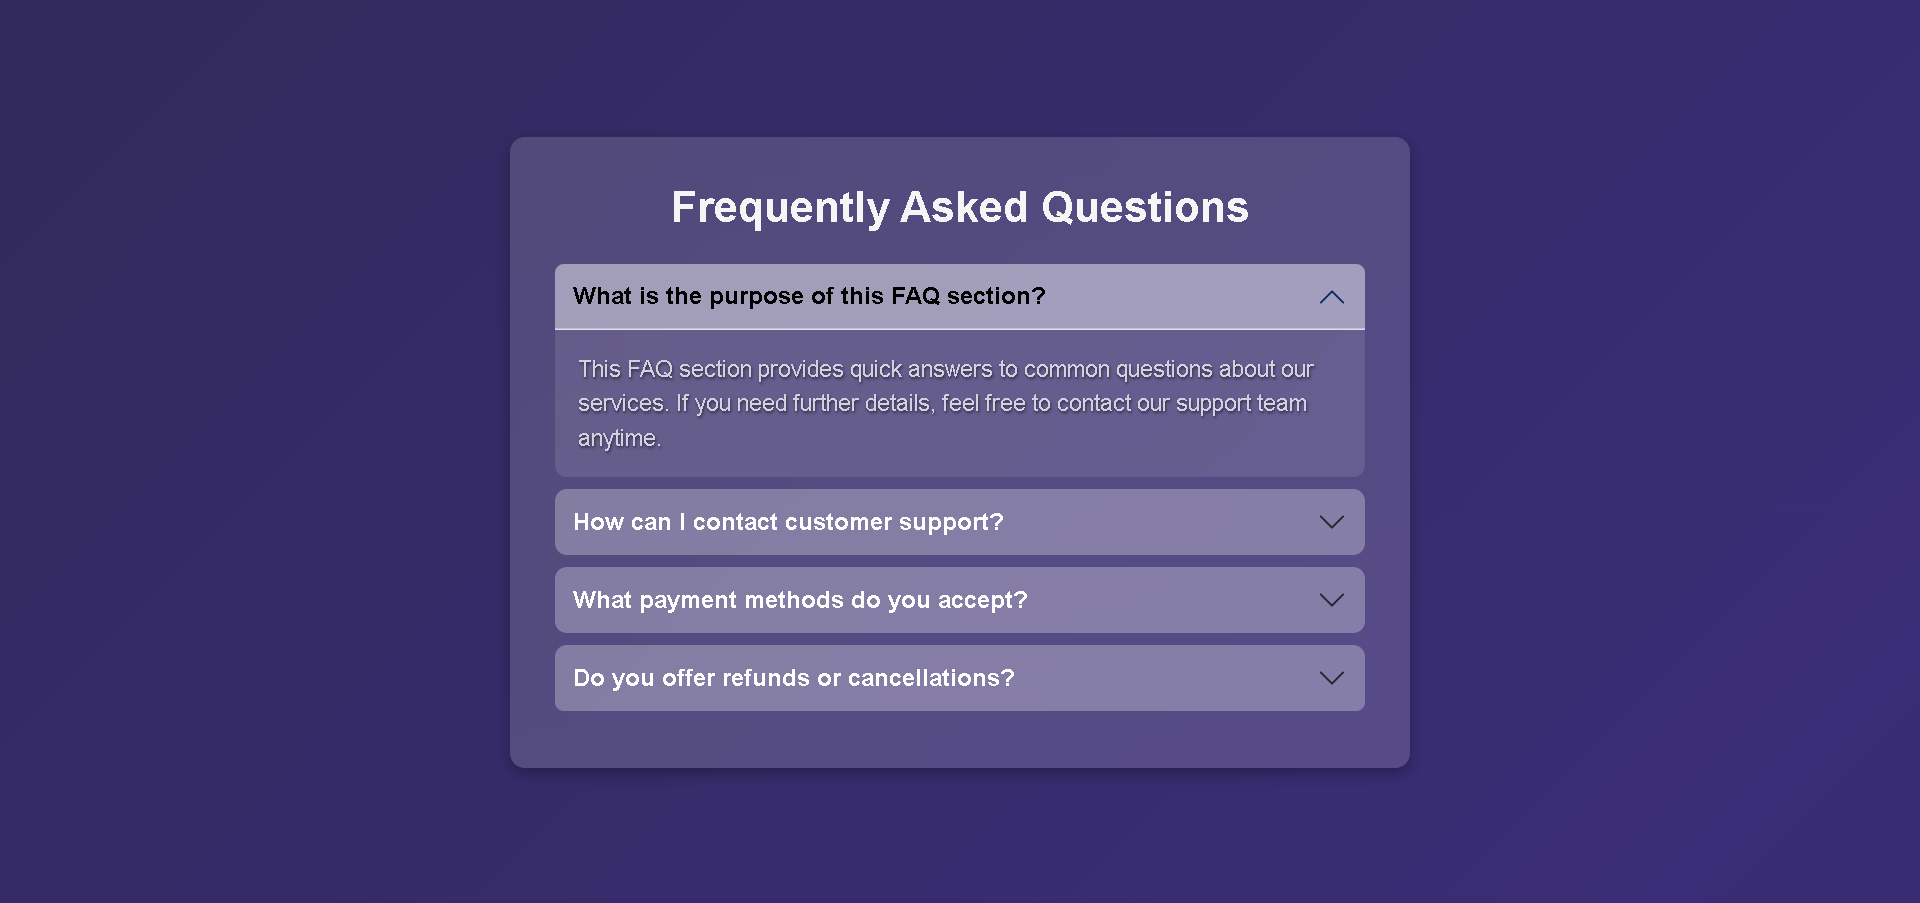 Frequently Asked Questions
What is the purpose of this FAQ section?
This FAQ section provides quick answers to common questions about our
services. If you need further details, feel free to contact our support team
anytime.
How can I contact customer support?
What payment methods do you accept?
Do you offer refunds or cancellations?